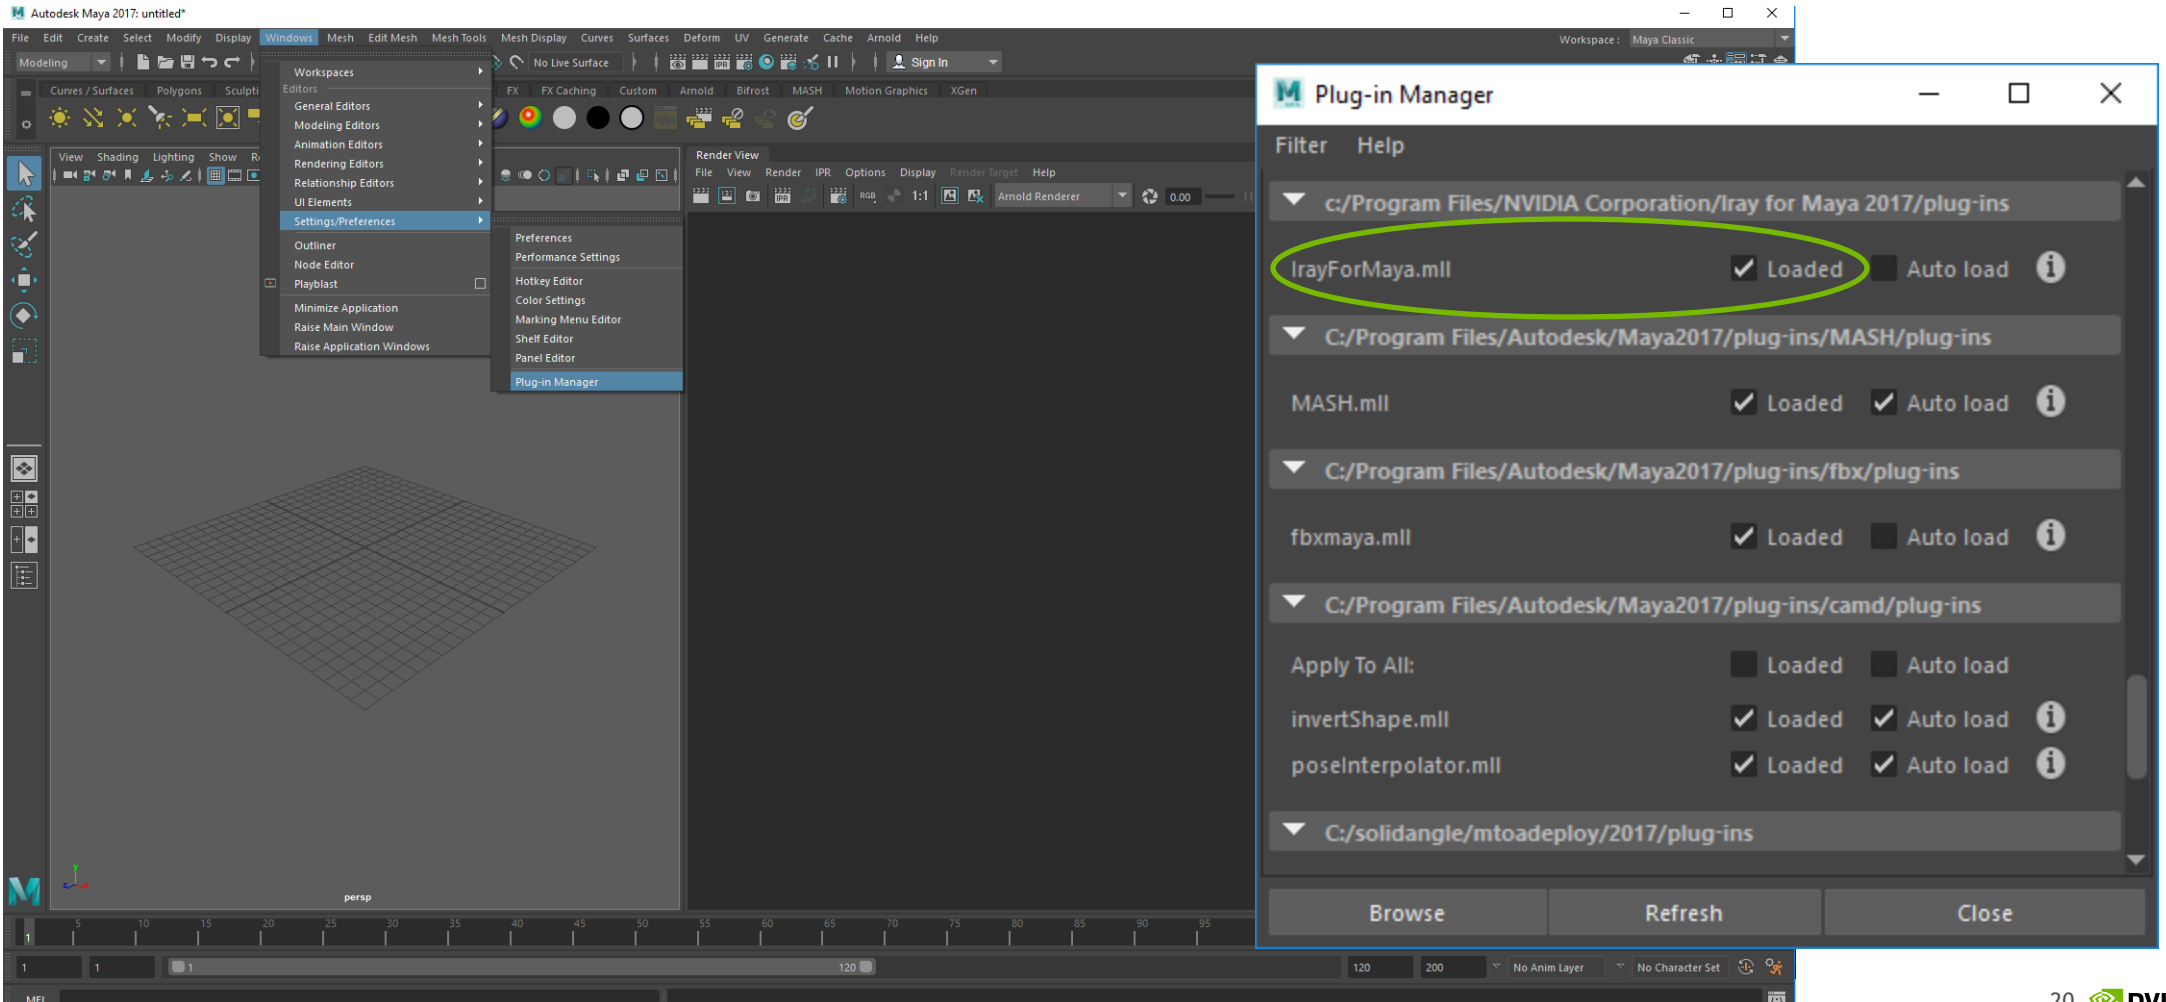 Autodesk Maya 2017: untitled*
File Edit Create Select Modify Display Windows Mesh Edit Mesh Mesh Tools Mesh Display Curves Surfaces Deform UV Generate Cache Arnold Help
Workspace : Maya Classic
Modeling
No Live Surface
IPR
Sign In
Curves / Surfaces Polygons Sculpti
FX FX Caching Custom Arnold Bifrost MASH Motion Graphics XGen
View Shading Lighting Show R
Workspaces
Editors
General Editors
Modeling Editors
Animation Editors
Rendering Editors
Relationship Editors
UI Elements
Settings/Preferences
Outliner
Node Editor
Playblast
Minimize Application
Raise Main Window
Raise Application Windows
Preferences
Performance Settings
Hotkey Editor
Color Settings
Marking Menu Editor
Shelf Editor
Panel Editor
Plug-in Manager
Render View
File View Render IPR Options Display Render Target Help
IPR RGB 1:1 Arnold Renderer 0.00
y
z x
persp
Plug-in Manager
Filter Help
c:/Program Files/NVIDIA Corporation/Iray for Maya 2017/plug-ins
IrayForMaya.mll Loaded Auto load
C:/Program Files/Autodesk/Maya2017/plug-ins/MASH/plug-ins
MASH.mll Loaded Auto load
C:/Program Files/Autodesk/Maya2017/plug-ins/fbx/plug-ins
fbxmaya.mll Loaded Auto load
C:/Program Files/Autodesk/Maya2017/plug-ins/camd/plug-ins
Apply To All: Loaded Auto load
invertShape.mll Loaded Auto load
poseInterpolator.mll Loaded Auto load
C:/solidangle/mtoadeploy/2017/plug-ins
Browse Refresh Close
5 10 15 20 25 30 35 40 45 50 55 60 65 70 75 80 85 90 95
1
1 1 1 120 120 200 No Anim Layer No Character Set
MEL
20